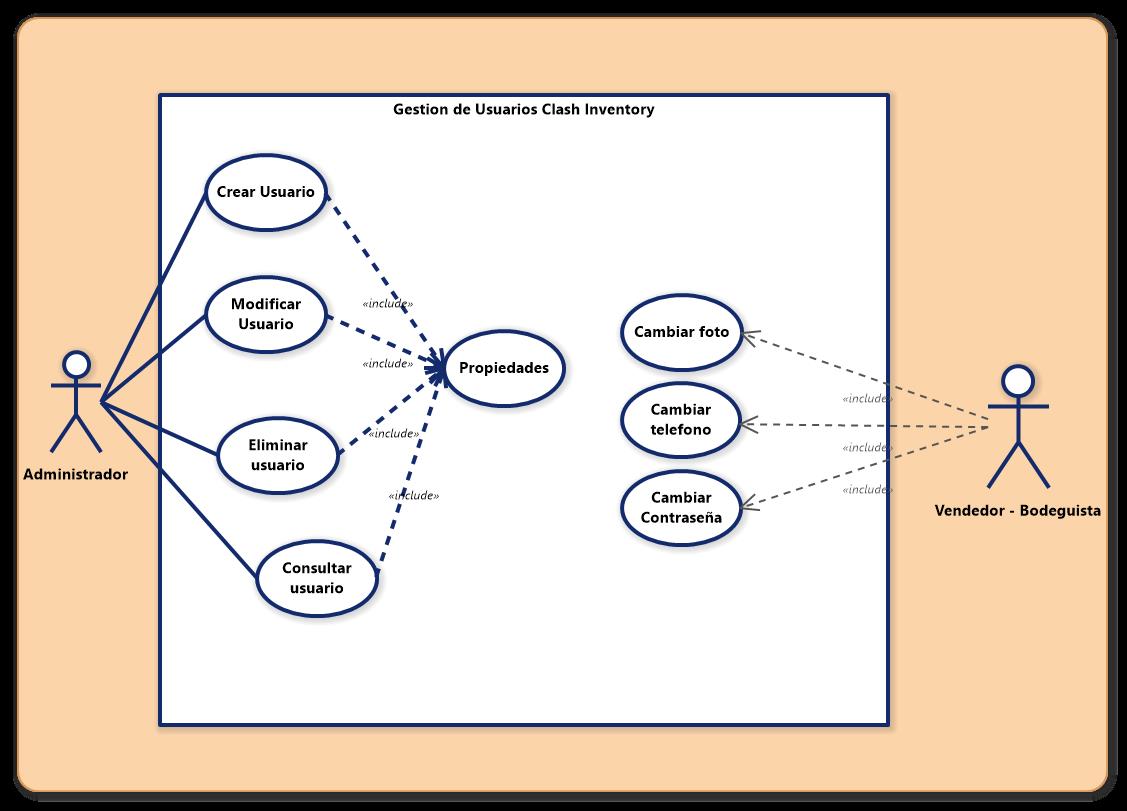 Gestion de Usuarios Clash Inventory
Crear Usuario
«include»
Modificar
Usuario
«include»
Propiedades
Eliminar
usuario
«include»
«include»
Consultar
usuario
Administrador
Cambiar foto
«include»
Cambiar
telefono
«include»
Cambiar
Contraseña
«include»
Vendedor - Bodeguista